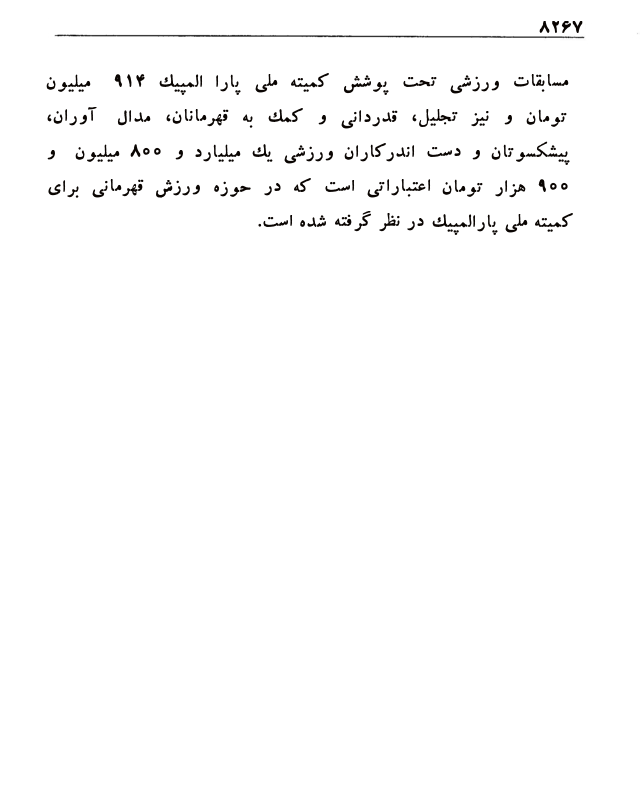 ۸۲۶۷
مسابقات ورزشی تحت پوشش کمیته ملی پارا المپیك ۹۱۴ میلیون
تومان و نیز تجلیل، قدردانی و کمك به قهرمانان، مدال آوران،
پیشکسوتان و دست اندرکاران ورزشی یك میلیارد و ۸۰۰ میلیون و
۹۰۰ هزار تومان اعتباراتی است که در حوزه ورزش قهرمانی برای
کمیته ملی پارالمپیك در نظر گرفته شده است.